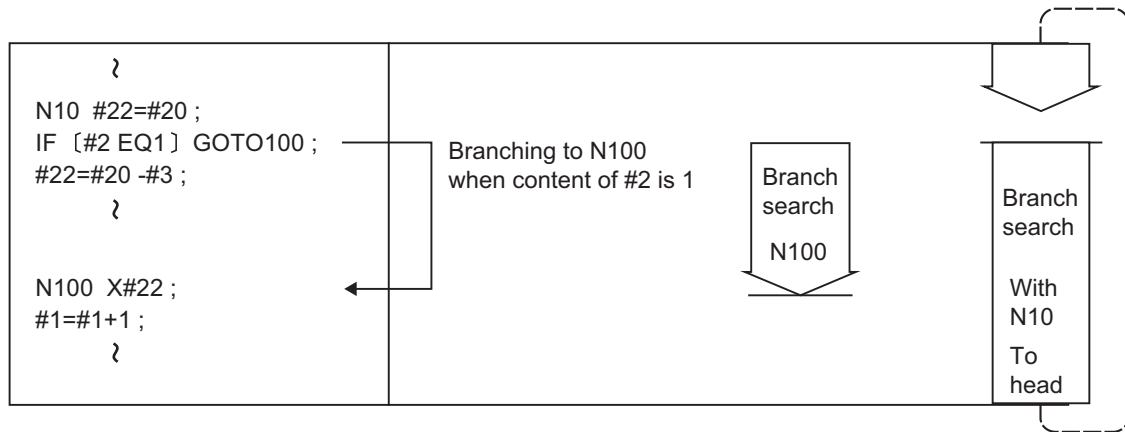 ~
N10 #22=#20 ;
IF 〔#2 EQ1〕 GOTO100 ;
#22=#20 -#3 ;
~
N100 X#22 ;
#1=#1+1 ;
~
Branching to N100
when content of #2 is 1
Branch
search
N100
Branch
search
With
N10
To
head